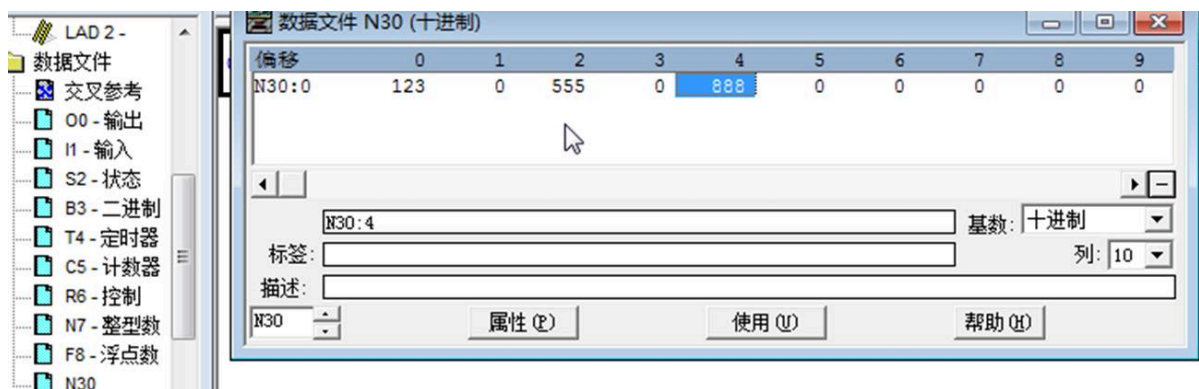 LAD 2 -
数据文件
交叉参考
O0 - 输出
I1 - 输入
S2 - 状态
B3 - 二进制
T4 - 定时器
C5 - 计数器
R6 - 控制
N7 - 整型数
F8 - 浮点数
N30
数据文件 N30 (十进制)
偏移 0 1 2 3 4 5 6 7 8 9
N30:0 123 0 555 0 888 0 0 0 0 0
N30:4
基数: 十进制
标签:
列: 10
描述:
N30
属性(P) 使用(U) 帮助(H)